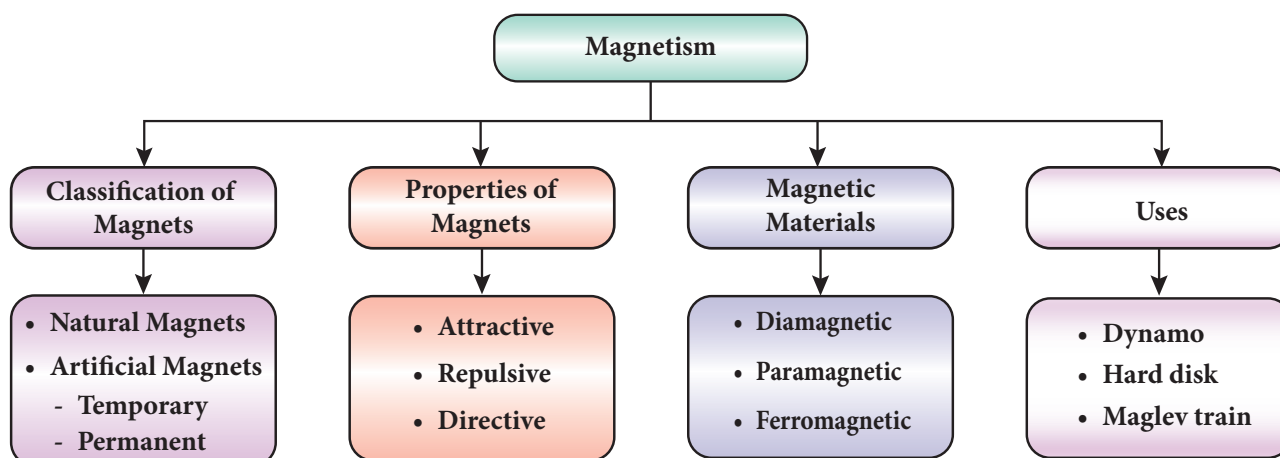 Magnetism
Classification of
Magnets
Properties of
Magnets
Magnetic
Materials
Uses
• Natural Magnets
• Artificial Magnets
- Temporary
- Permanent
• Attractive
• Repulsive
• Directive
• Diamagnetic
• Paramagnetic
• Ferromagnetic
• Dynamo
• Hard disk
• Maglev train